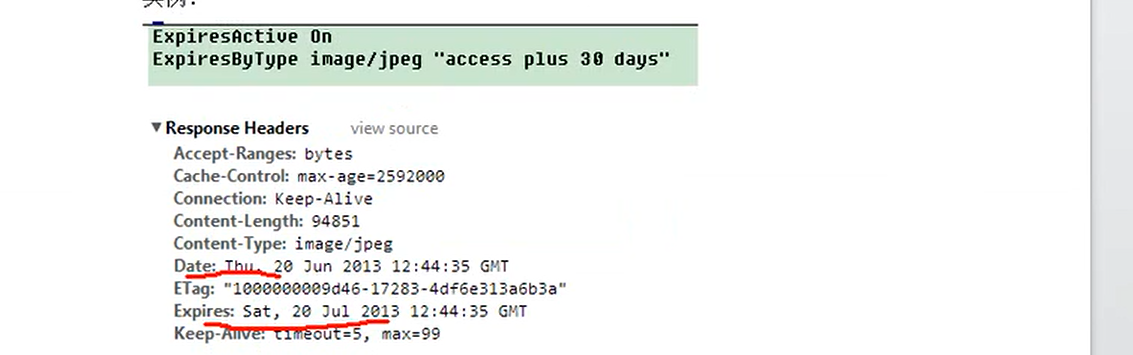 实例：
ExpiresActive On
ExpiresByType image/jpeg "access plus 30 days"
▼Response Headers view source
Accept-Ranges: bytes
Cache-Control: max-age=2592000
Connection: Keep-Alive
Content-Length: 94851
Content-Type: image/jpeg
Date: Thu, 20 Jun 2013 12:44:35 GMT
ETag: "1000000009d46-17283-4df6e313a6b3a"
Expires: Sat, 20 Jul 2013 12:44:35 GMT
Keep-Alive: timeout=5, max=99